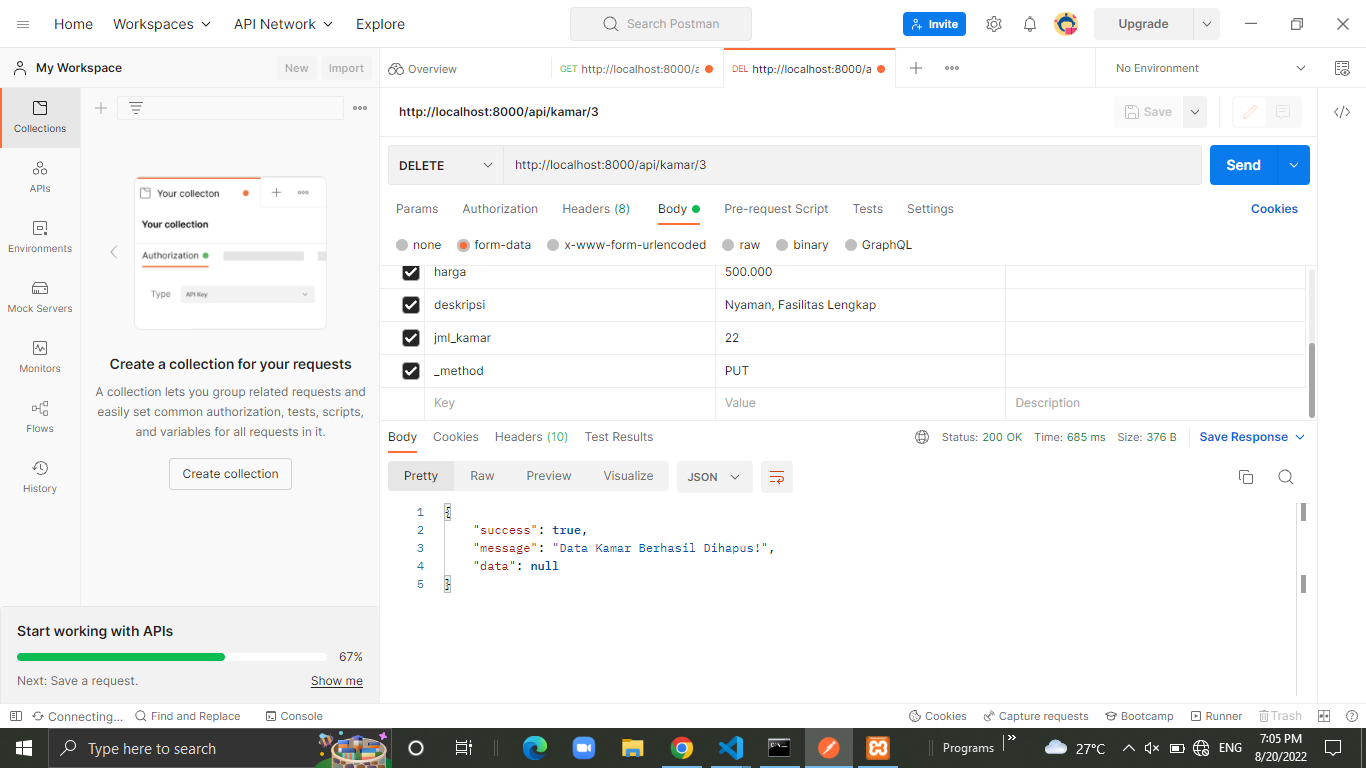 Home Workspaces API Network Explore Search Postman Invite Upgrade
My Workspace New Import Overview GET http://localhost:8000/a DEL http://localhost:8000/a No Environment
Collections
APIs
Environments
Mock Servers
Monitors
Flows
History
Your collecton
Your collection
Authorization
Type API Key
Create a collection for your requests
A collection lets you group related requests and
easily set common authorization, tests, scripts,
and variables for all requests in it.
Create collection
Start working with APIs
67%
Next: Save a request. Show me
http://localhost:8000/api/kamar/3 Save
DELETE http://localhost:8000/api/kamar/3 Send
Params Authorization Headers (8) Body Pre-request Script Tests Settings Cookies
none form-data x-www-form-urlencoded raw binary GraphQL
harga 500.000
deskripsi Nyaman, Fasilitas Lengkap
jml_kamar 22
_method PUT
Key Value Description
Body Cookies Headers (10) Test Results Status: 200 OK Time: 685 ms Size: 376 B Save Response
Pretty Raw Preview Visualize JSON
1 {
2 "success": true,
3 "message": "Data Kamar Berhasil Dihapus!",
4 "data": null
5 }
Connecting... Find and Replace Console Cookies Capture requests Bootcamp Runner Trash
Type here to search Programs » 27°C ENG 7:05 PM
8/20/2022